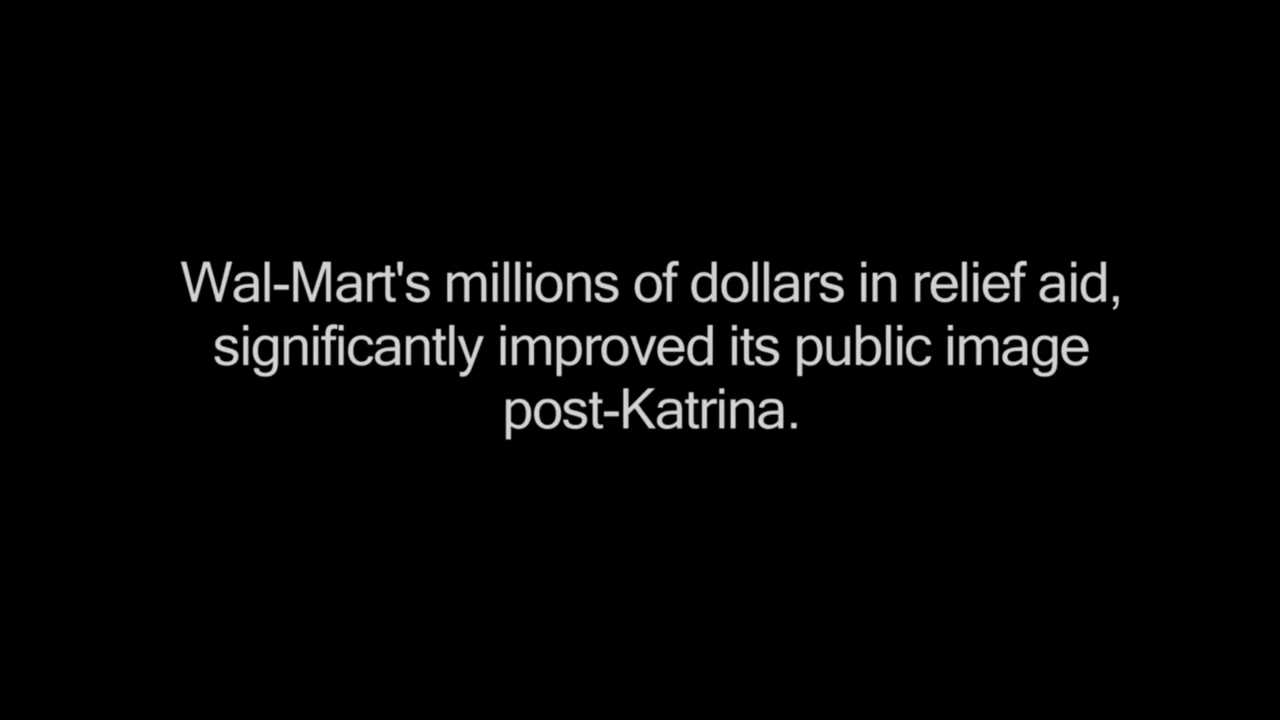 Wal-Mart's millions of dollars in relief aid,
significantly improved its public image
post-Katrina.